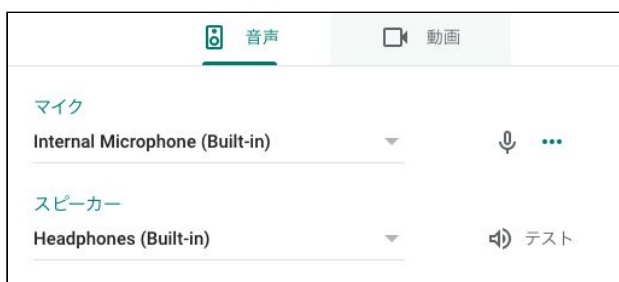 音声 動画
マイク
Internal Microphone (Built-in)
スピーカー
Headphones (Built-in) テスト